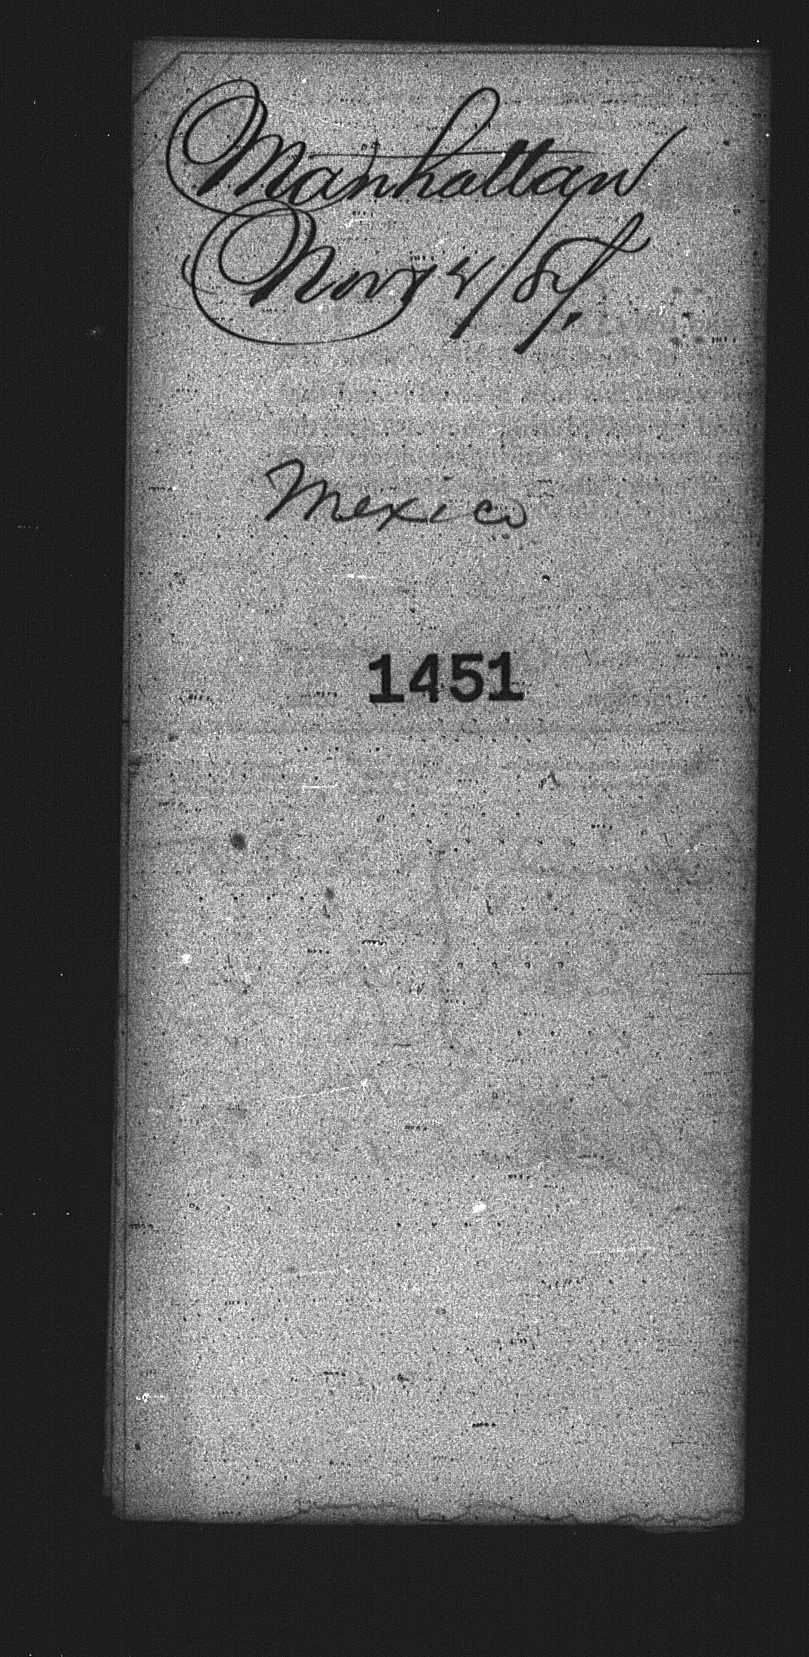 Manhattan
Nov 4/87.
Mexico
1451